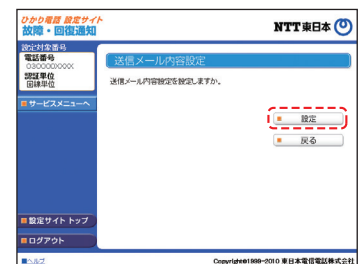 ひかり電話 設定サイト
故障・回復通知
NTT東日本
設定対象番号
電話番号
030000XXXX
認証単位
回線単位
サービスメニューへ
送信メール内容設定
送信メール内容設定を設定しますか。
設定
戻る
設定サイト トップ
ログアウト
ヘルプ
Copyright©1999-2010 東日本電信電話株式会社